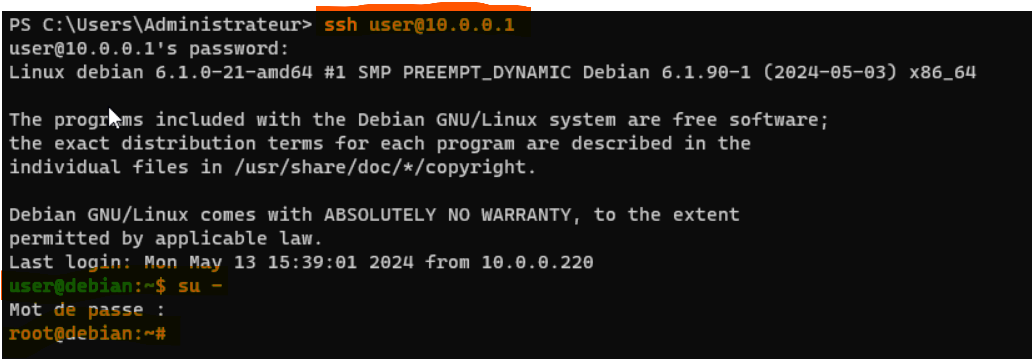 PS C:\Users\Administrateur> ssh user@10.0.0.1
user@10.0.0.1's password:
Linux debian 6.1.0-21-amd64 #1 SMP PREEMPT_DYNAMIC Debian 6.1.90-1 (2024-05-03) x86_64
The programs included with the Debian GNU/Linux system are free software;
the exact distribution terms for each program are described in the
individual files in /usr/share/doc/*/copyright.
Debian GNU/Linux comes with ABSOLUTELY NO WARRANTY, to the extent
permitted by applicable law.
Last login: Mon May 13 15:39:01 2024 from 10.0.0.220
user@debian:~$ su -
Mot de passe :
root@debian:~#